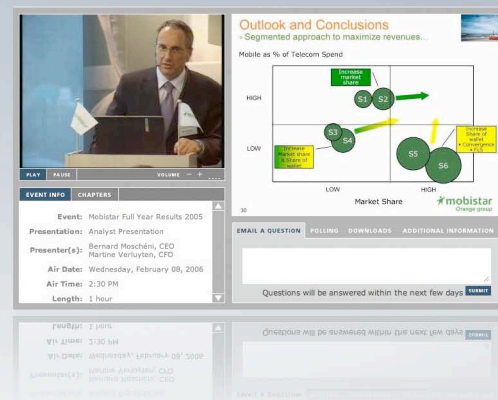 Outlook and Conclusions
Segmented approach to maximize revenues…
Mobile as % of Telecom Spend
Increase
market
share
HIGH
S1
S2
S3
S4
LOW
Increase
Market share
& Share of
wallet
Increase
Share of
wallet
• Convergence
• FLS
S5
S6
LOW
HIGH
Market Share
mobistar
Orange group
30
PLAY
PAUSE
VOLUME - +
EVENT INFO
CHAPTERS
Event: Mobistar Full Year Results 2005
Presentation: Analyst Presentation
Presenter(s): Bernard Moschéni, CEO
Martine Verluyten, CFO
Air Date: Wednesday, February 08, 2006
Air Time: 2:30 PM
Length: 1 hour
EMAIL A QUESTION
POLLING
DOWNLOADS
ADDITIONAL INFORMATION
Questions will be answered within the next few days
SUBMIT